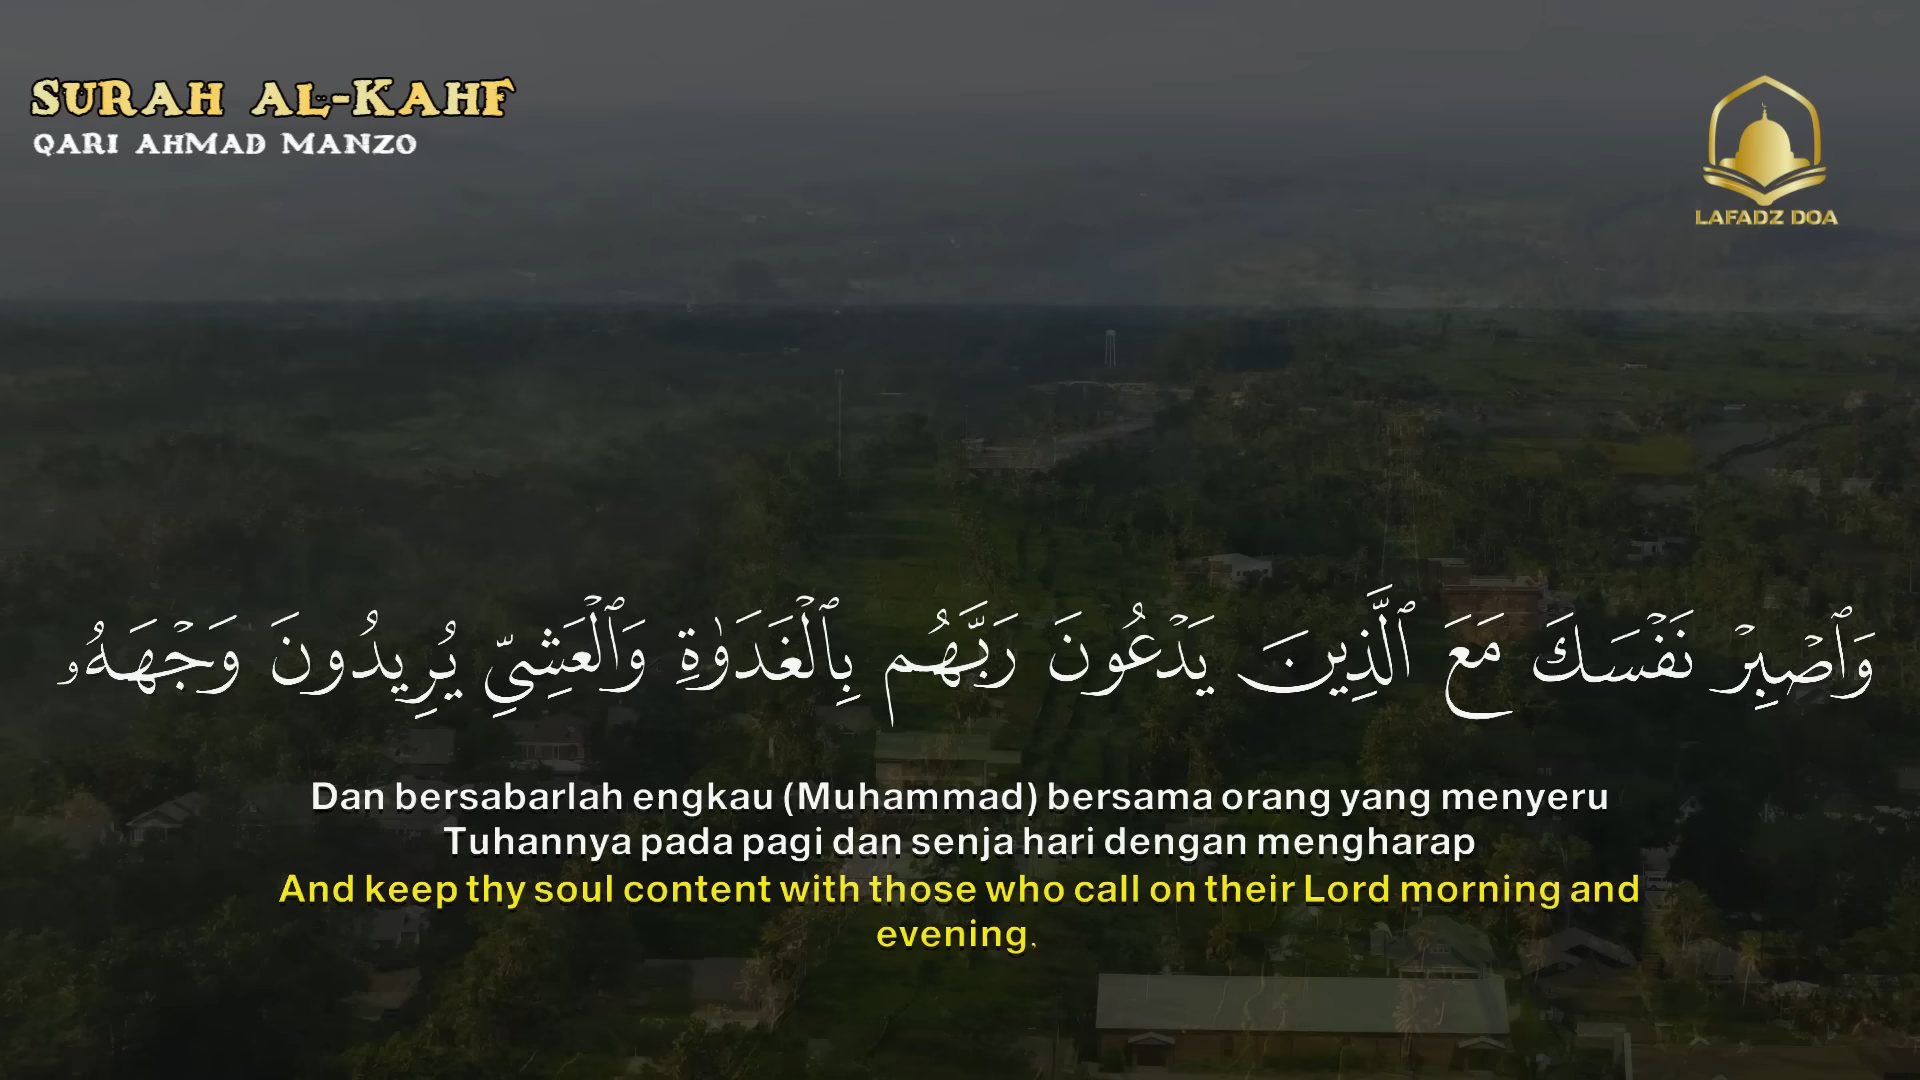 SURAH AL-KAHF
QARI AHMAD MANZO
LAFADZ DOA
وَٱصۡبِرۡ نَفۡسَكَ مَعَ ٱلَّذِينَ يَدۡعُونَ رَبَّهُم بِٱلۡغَدَوٰةِ وَٱلۡعَشِيِّ يُرِيدُونَ وَجۡهَهُۥ
Dan bersabarlah engkau (Muhammad) bersama orang yang menyeru
Tuhannya pada pagi dan senja hari dengan mengharap
And keep thy soul content with those who call on their Lord morning and
evening,